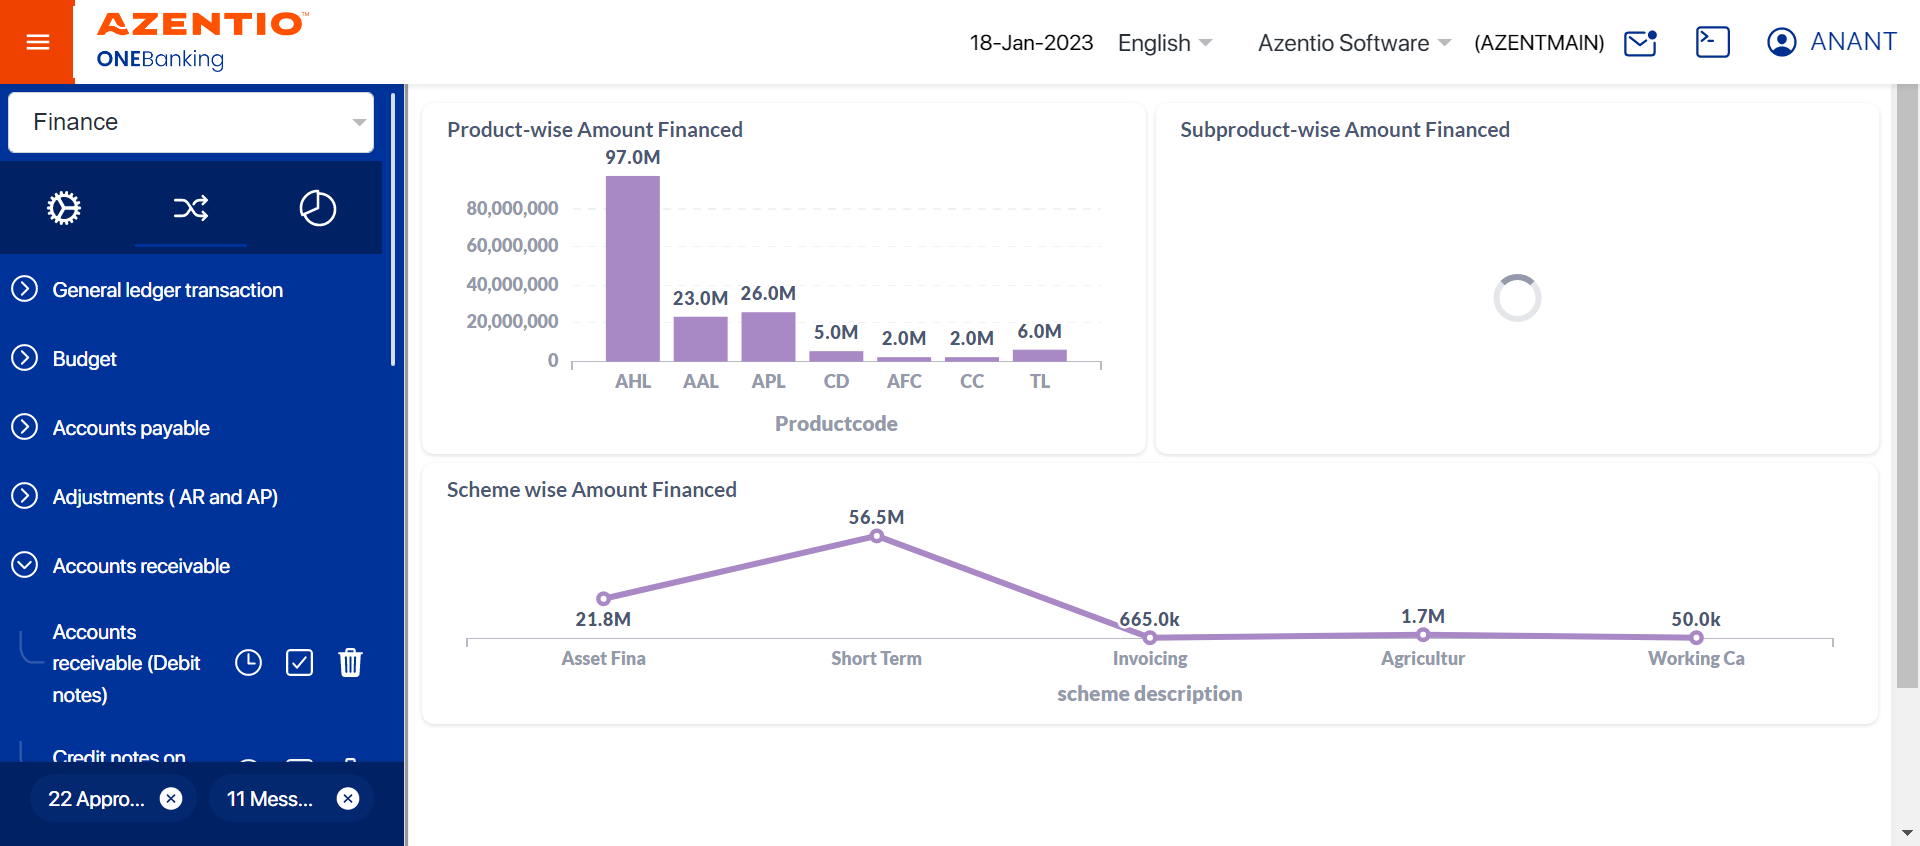 AZENTIO™
ONEBanking
18-Jan-2023
English
Azentio Software
(AZENTMAIN)
ANANT
Finance
General ledger transaction
Budget
Accounts payable
Adjustments ( AR and AP)
Accounts receivable
Accounts
receivable (Debit
notes)
Credit notes on
22 Appro...
11 Mess...
Product-wise Amount Financed
97.0M
80,000,000
60,000,000
40,000,000
20,000,000
0
23.0M
26.0M
5.0M
2.0M
2.0M
6.0M
AHL
AAL
APL
CD
AFC
CC
TL
Productcode
Subproduct-wise Amount Financed
Scheme wise Amount Financed
56.5M
21.8M
665.0k
1.7M
50.0k
Asset Fina
Short Term
Invoicing
Agricultur
Working Ca
scheme description